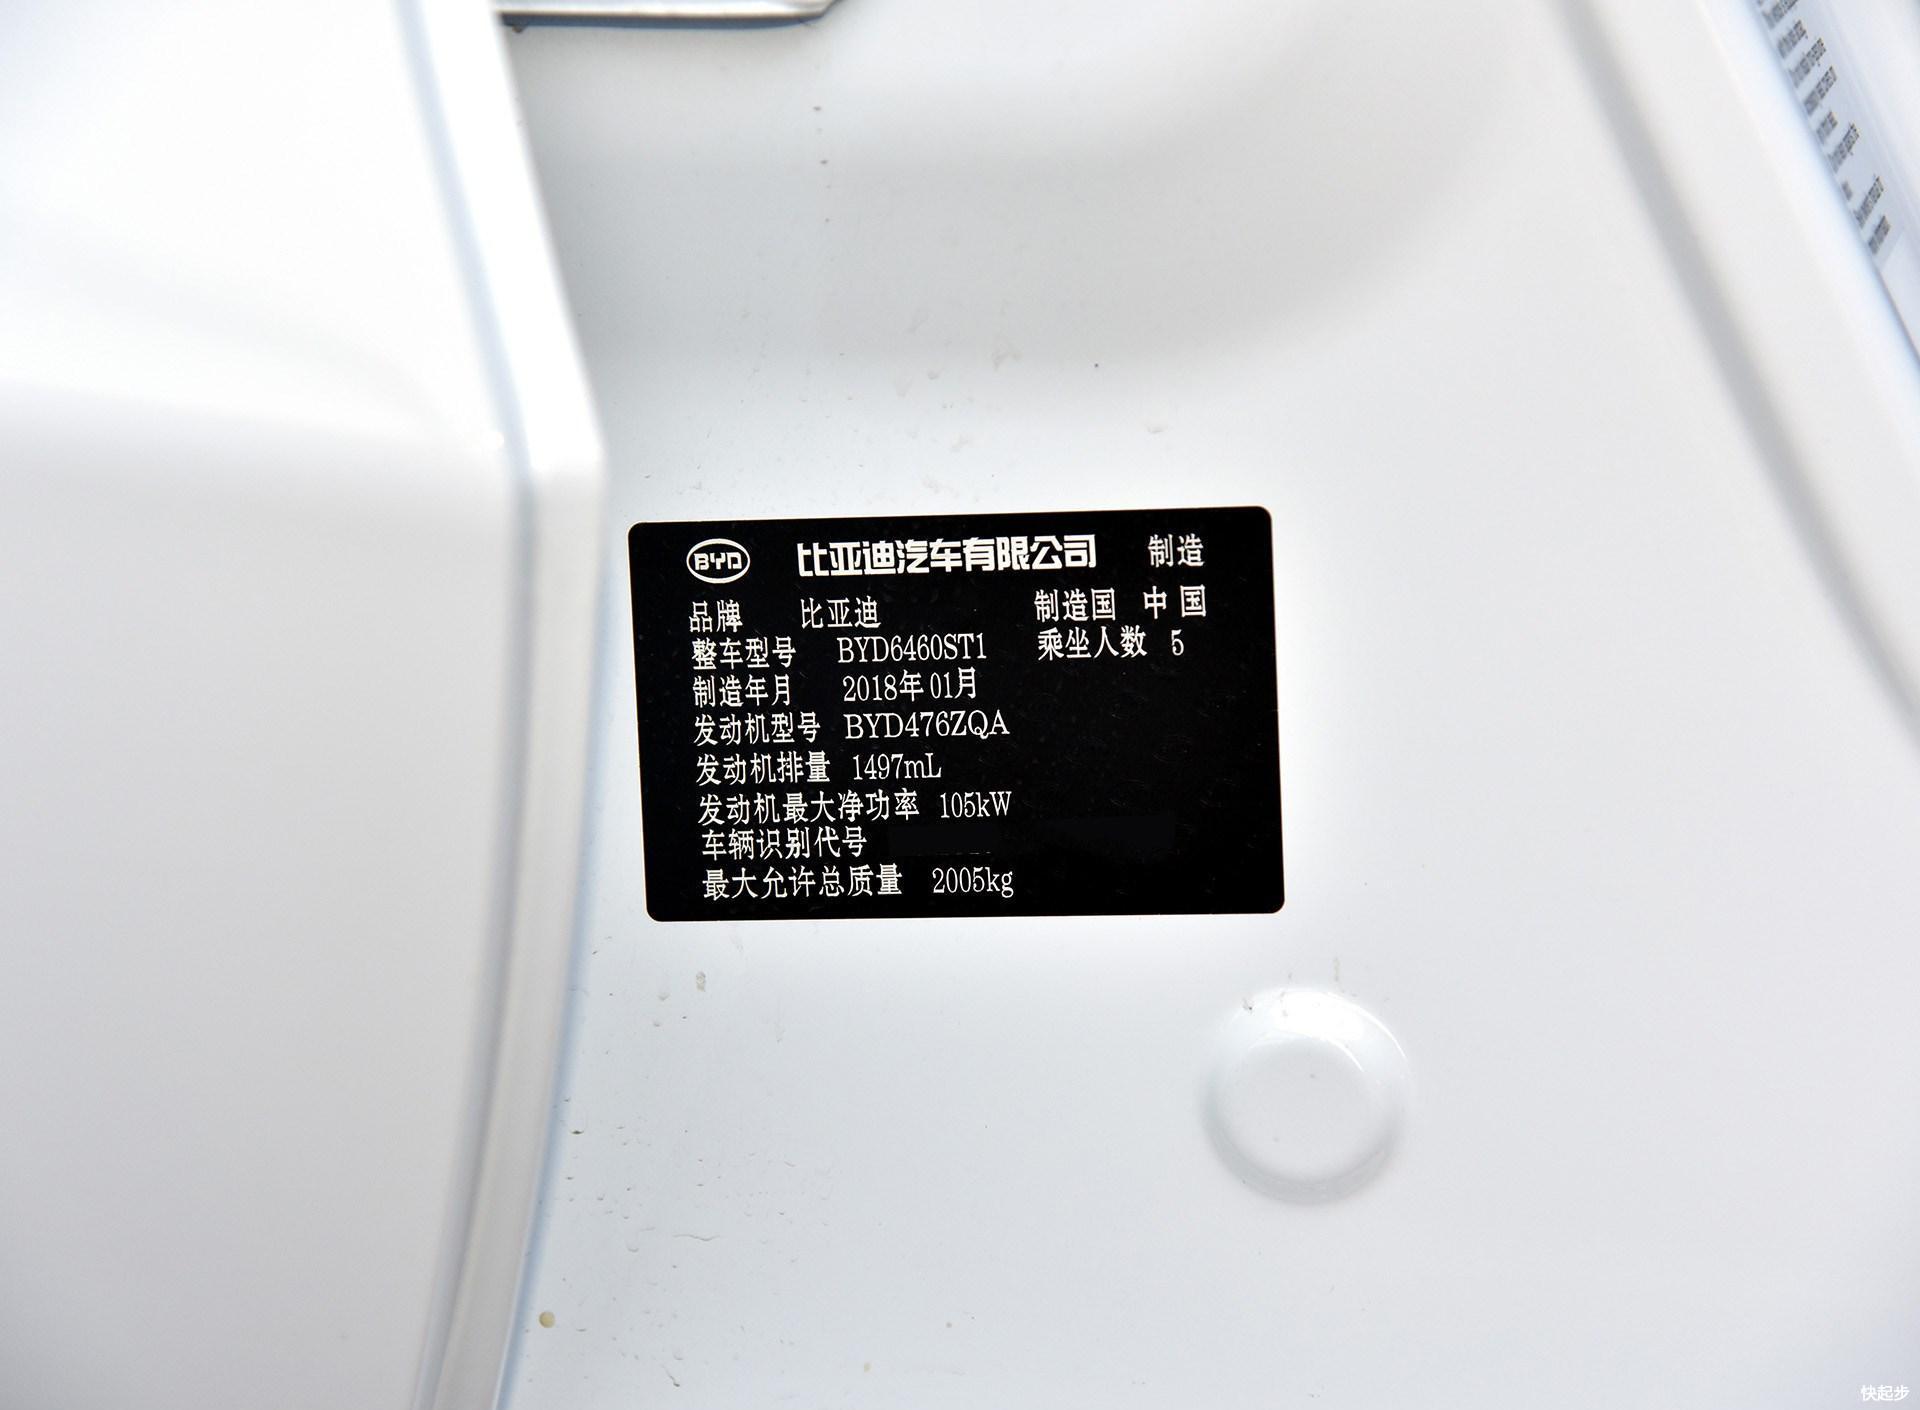 BYD 比亚迪汽车有限公司 制造
品牌 比亚迪 制造国 中国
整车型号 BYD6460ST1 乘坐人数 5
制造年月 2018年01月
发动机型号 BYD476ZQA
发动机排量 1497mL
发动机最大净功率 105kW
车辆识别代号
最大允许总质量 2005kg
快起步